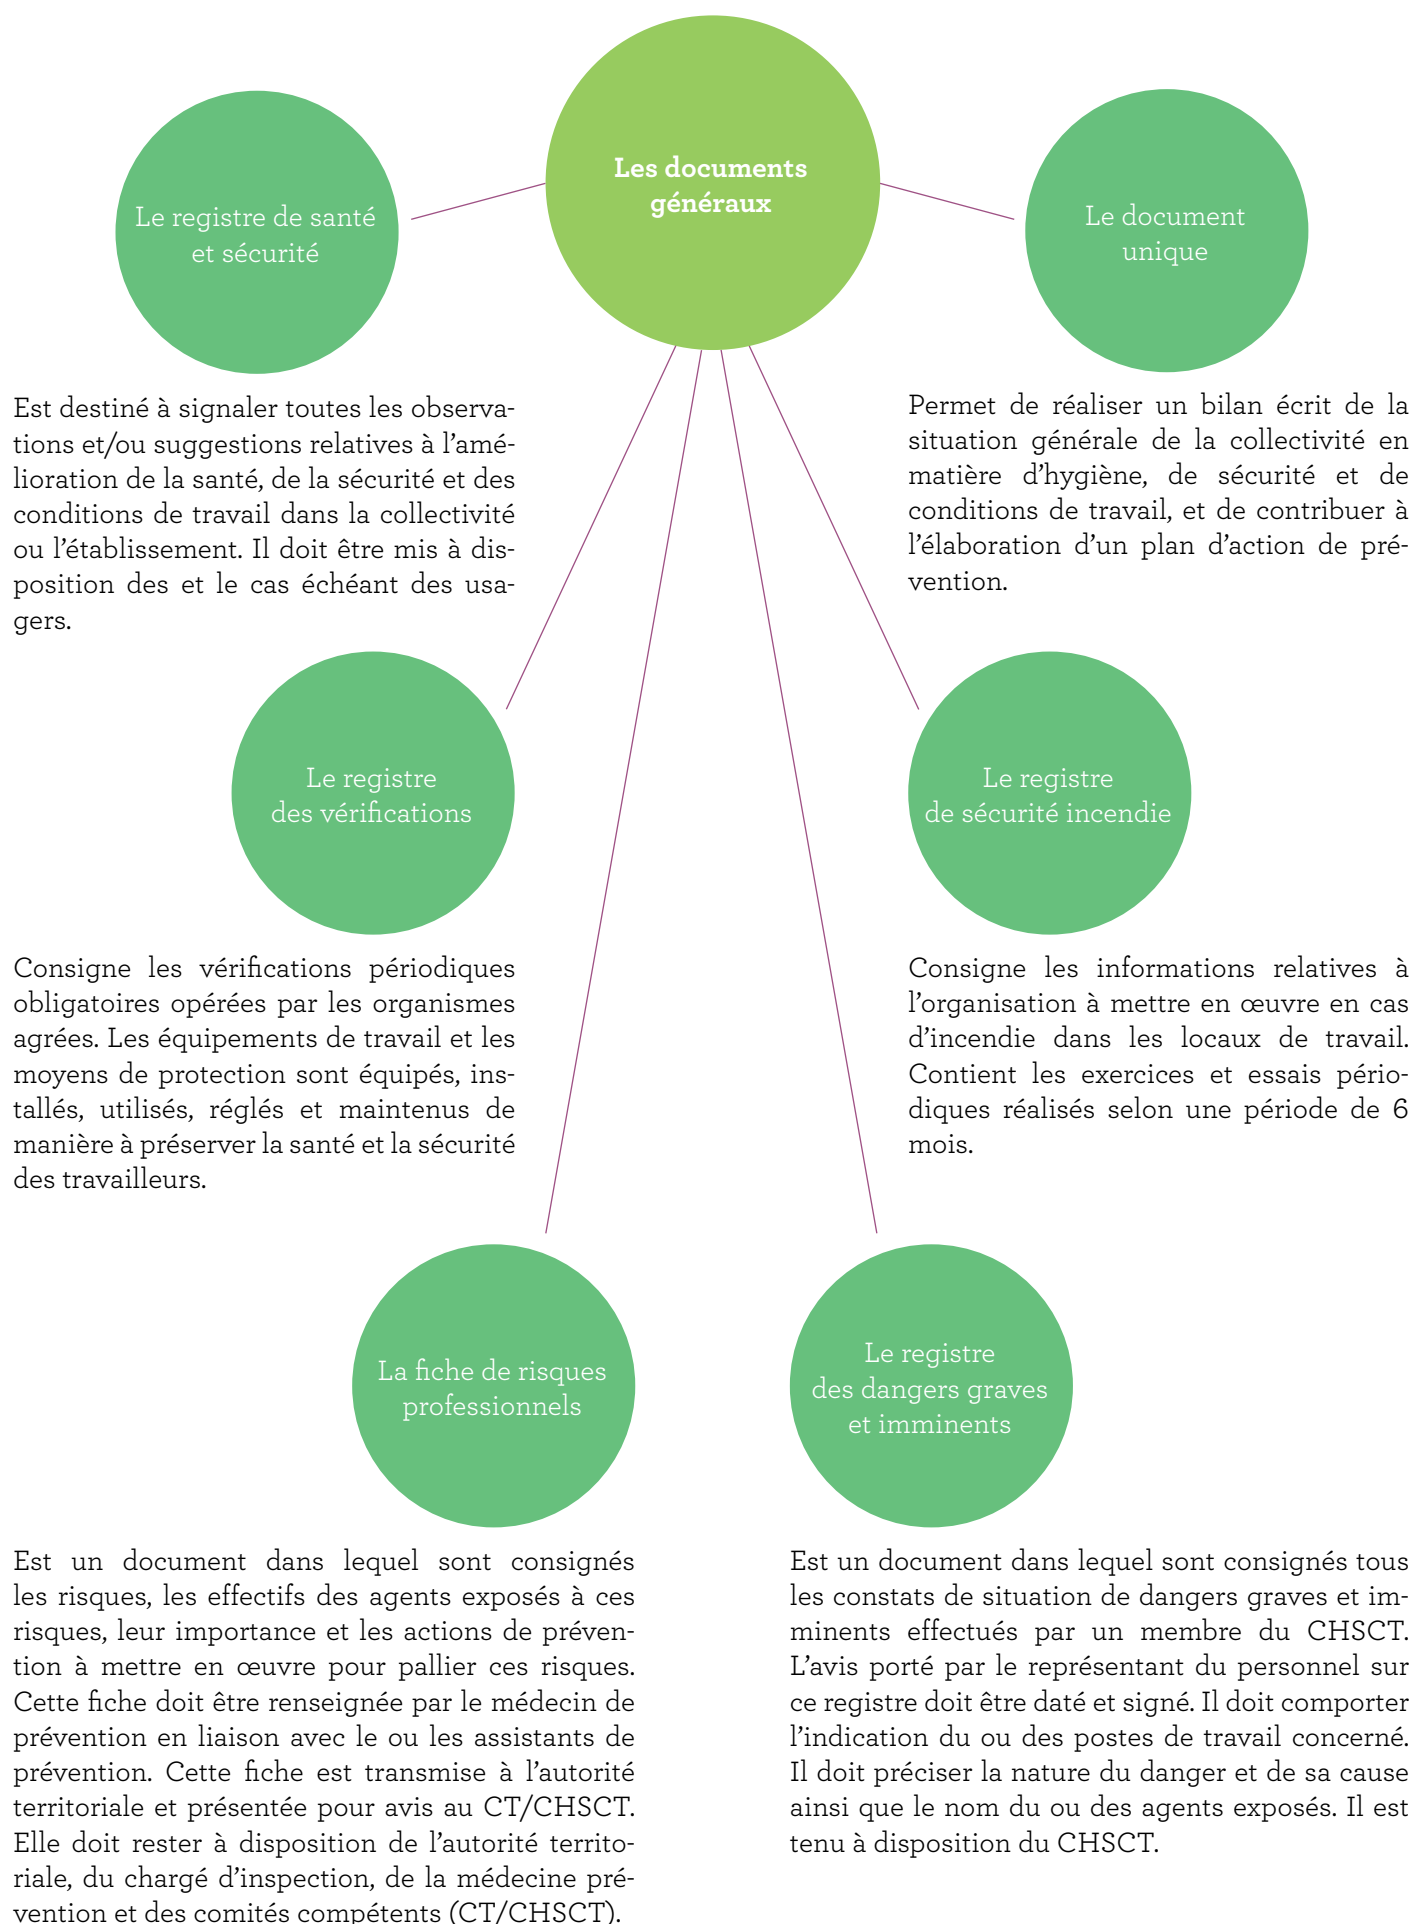 Les documents
généraux
Le registre de santé
et sécurité
Le document
unique
Est destiné à signaler toutes les observa-
tions et/ou suggestions relatives à l'amé-
lioration de la santé, de la sécurité et des
conditions de travail dans la collectivité
ou l'établissement. Il doit être mis à dis-
position des et le cas échéant des usa-
gers.
Permet de réaliser un bilan écrit de la
situation générale de la collectivité en
matière d'hygiène, de sécurité et de
conditions de travail, et de contribuer à
l'élaboration d'un plan d'action de pré-
vention.
Le registre
des vérifications
Le registre
de sécurité incendie
Consigne les vérifications périodiques
obligatoires opérées par les organismes
agrées. Les équipements de travail et les
moyens de protection sont équipés, ins-
tallés, utilisés, réglés et maintenus de
manière à préserver la santé et la sécurité
des travailleurs.
Consigne les informations relatives à
l'organisation à mettre en œuvre en cas
d'incendie dans les locaux de travail.
Contient les exercices et essais pério-
diques réalisés selon une période de 6
mois.
La fiche de risques
professionnels
Le registre
des dangers graves
et imminents
Est un document dans lequel sont consignés
les risques, les effectifs des agents exposés à ces
risques, leur importance et les actions de préven-
tion à mettre en œuvre pour pallier ces risques.
Cette fiche doit être renseignée par le médecin de
prévention en liaison avec le ou les assistants de
prévention. Cette fiche est transmise à l'autorité
territoriale et présentée pour avis au CT/CHSCT.
Elle doit rester à disposition de l'autorité territo-
riale, du chargé d'inspection, de la médecine pré-
vention et des comités compétents (CT/CHSCT).
Est un document dans lequel sont consignés tous
les constats de situation de dangers graves et im-
minents effectués par un membre du CHSCT.
L'avis porté par le représentant du personnel sur
ce registre doit être daté et signé. Il doit comporter
l'indication du ou des postes de travail concerné.
Il doit préciser la nature du danger et de sa cause
ainsi que le nom du ou des agents exposés. Il est
tenu à disposition du CHSCT.